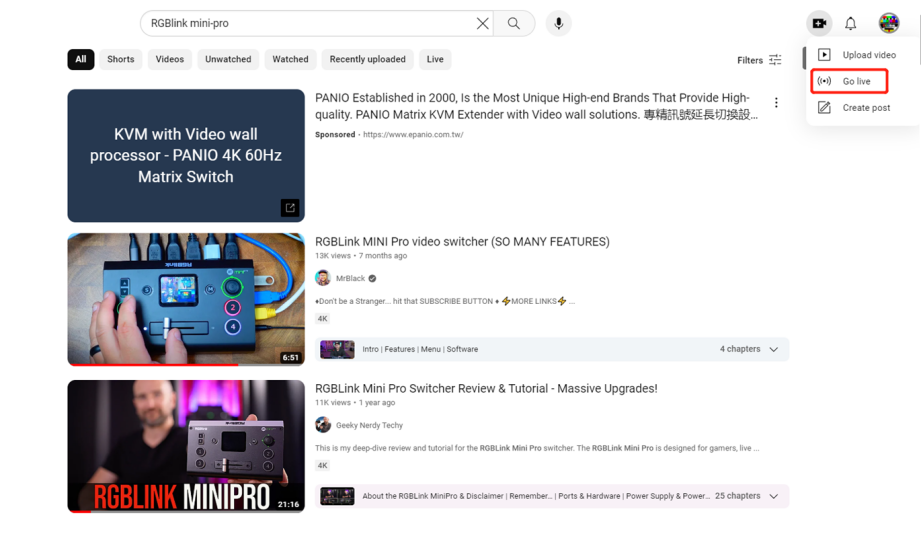 RGBlink mini-pro
All
Shorts
Videos
Unwatched
Watched
Recently uploaded
Live
Filters
Upload video
Go live
Create post
KVM with Video wall
processor - PANIO 4K 60Hz
Matrix Switch
PANIO Established in 2000, Is the Most Unique High-end Brands That Provide High-
quality. PANIO Matrix KVM Extender with Video wall solutions. 專精訊號延長切換設...
Sponsored • https://www.epanio.com.tw/
RGBlink
2
4
6:51
RGBLink MINI Pro video switcher (SO MANY FEATURES)
13K views • 7 months ago
MrBlack
♦Don't be a Stranger... hit that SUBSCRIBE BUTTON ♦ ⚡MORE LINKS⚡ ...
4K
Intro | Features | Menu | Software
4 chapters
RGBLINK MINIPRO
21:16
RGBLink Mini Pro Switcher Review & Tutorial - Massive Upgrades!
11K views • 1 year ago
Geeky Nerdy Techy
This is my deep-dive review and tutorial for the RGBLink Mini Pro switcher. The RGBLink Mini Pro is designed for gamers, live ...
4K
About the RGBLink MiniPro & Disclaimer | Remember... | Ports & Hardware | Power Supply & Power...
25 chapters